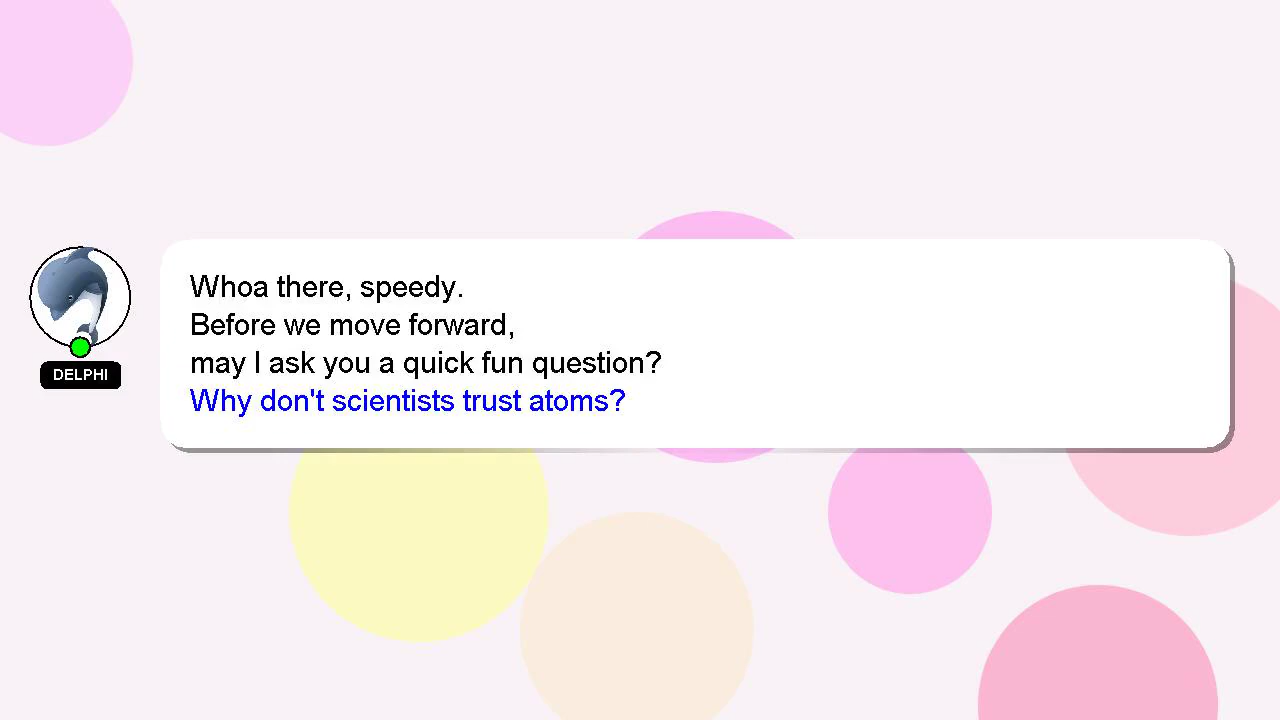 Whoa there, speedy.
Before we move forward,
may I ask you a quick fun question?
Why don't scientists trust atoms?
DELPHI